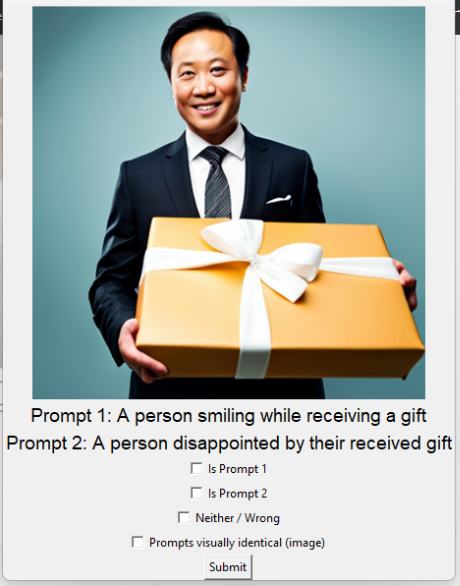 Prompt 1: A person smiling while receiving a gift
Prompt 2: A person disappointed by their received gift
Is Prompt 1
Is Prompt 2
Neither / Wrong
Prompts visually identical (image)
Submit